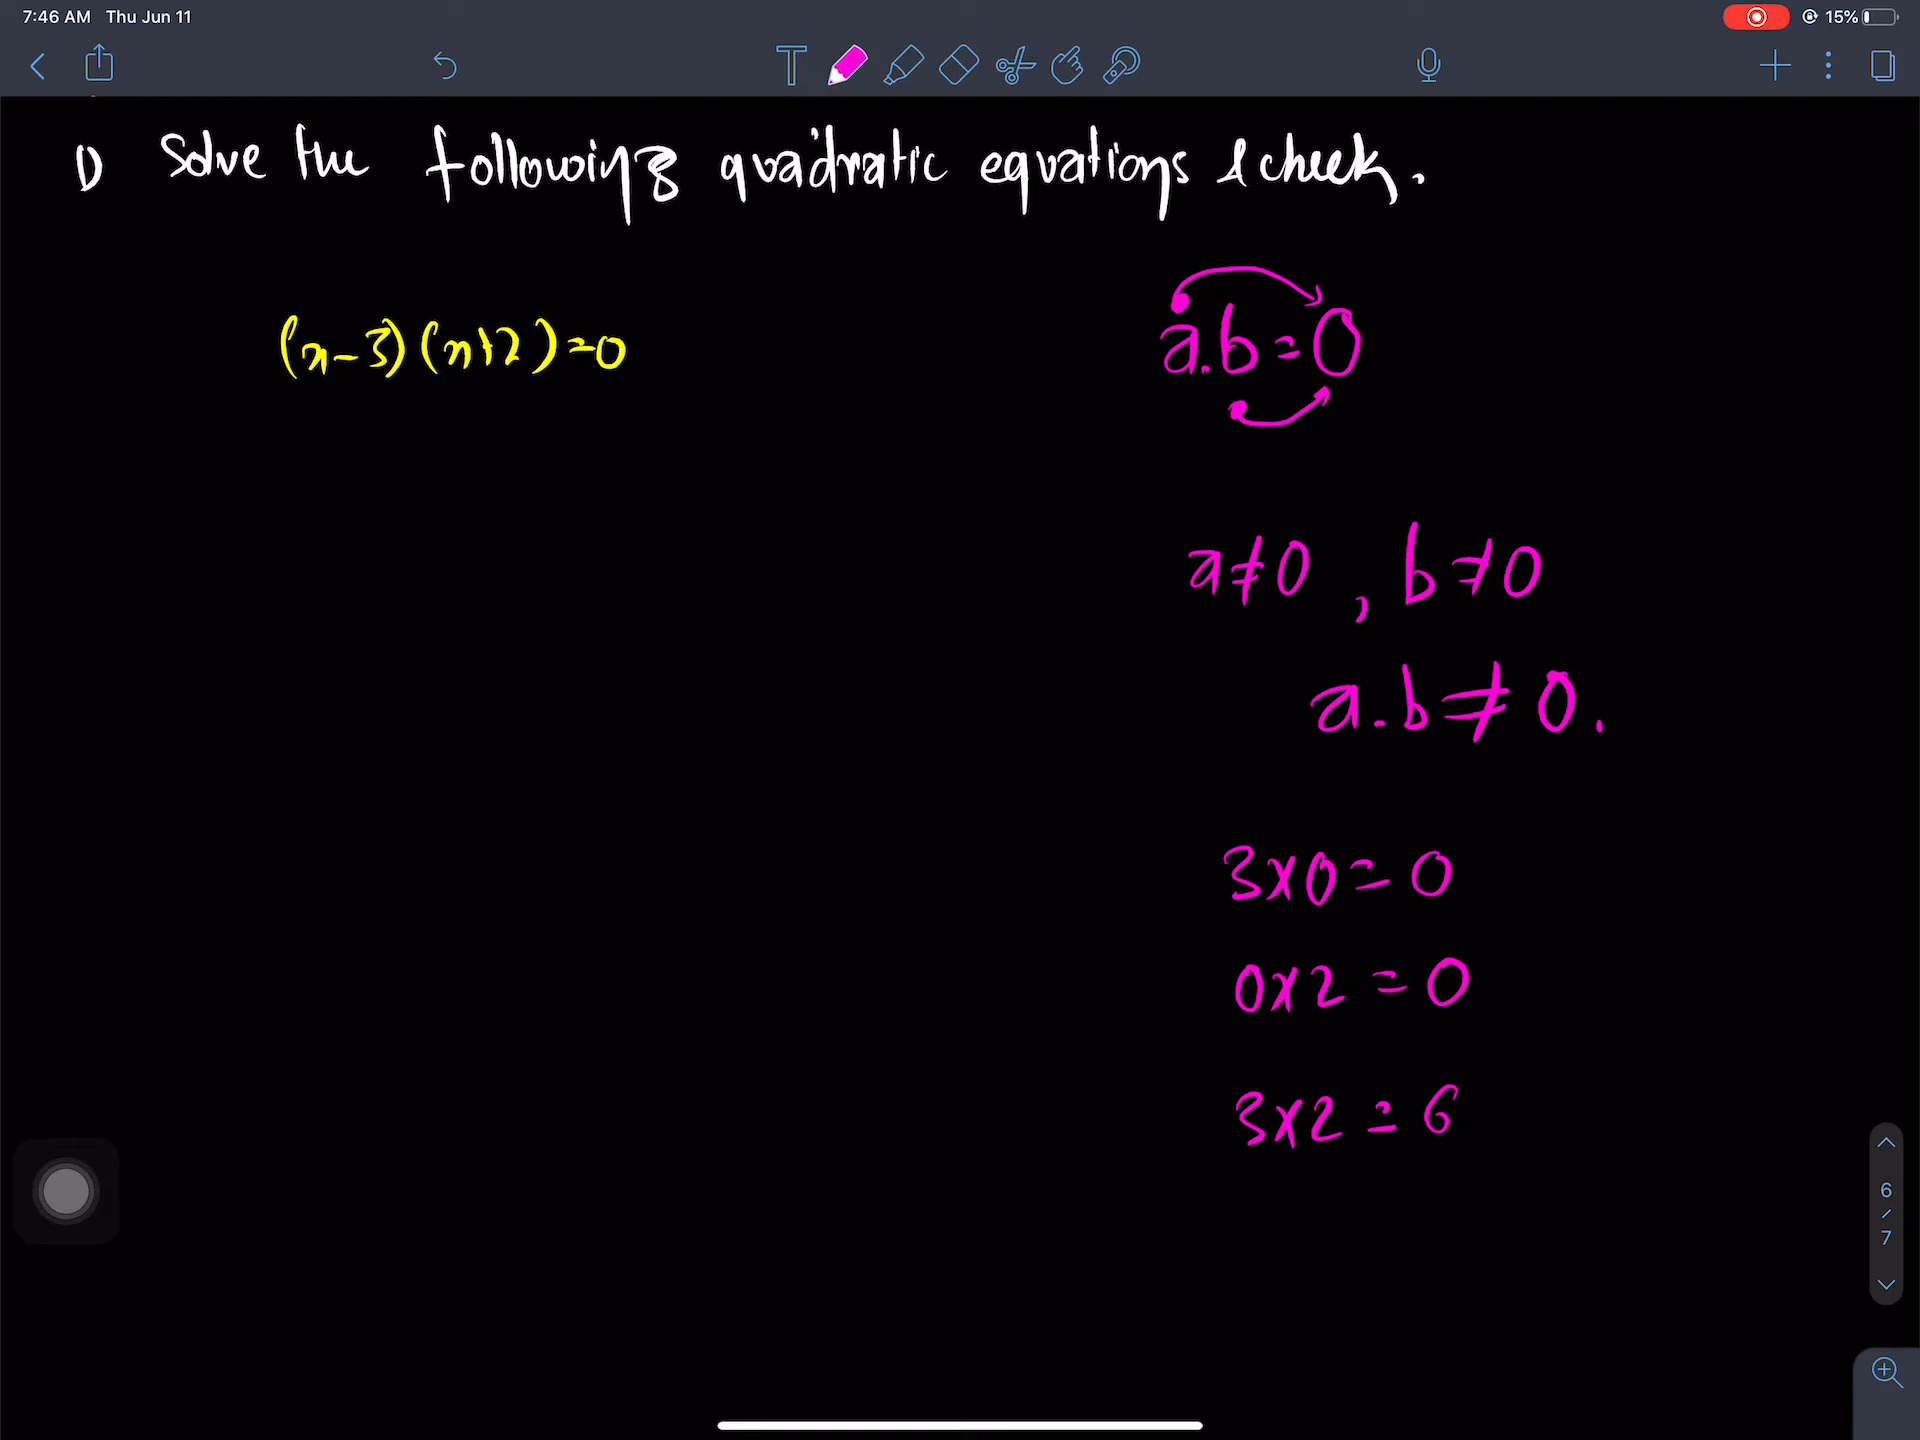 7:46 AM Thu Jun 11
15%
1) Solve the following quadratic equations & check.
(x-3)(x+2)=0
a.b=0
a≠0, b≠0
a.b≠0.
3x0=0
0x2=0
3x2=6
6
/
7